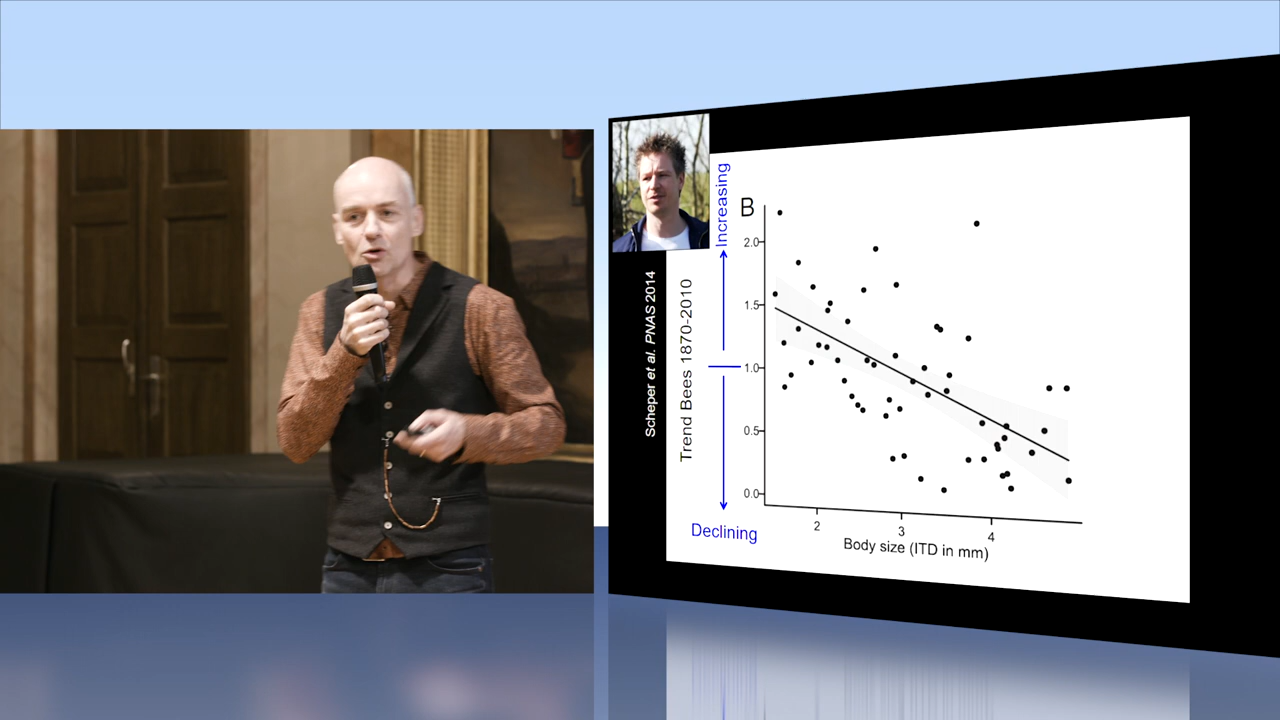 Scheper et al. PNAS 2014
Trend Bees 1870-2010
Increasing
Declining
B
2.0
1.5
1.0
0.5
0.0
2 3 4
Body size (ITD in mm)